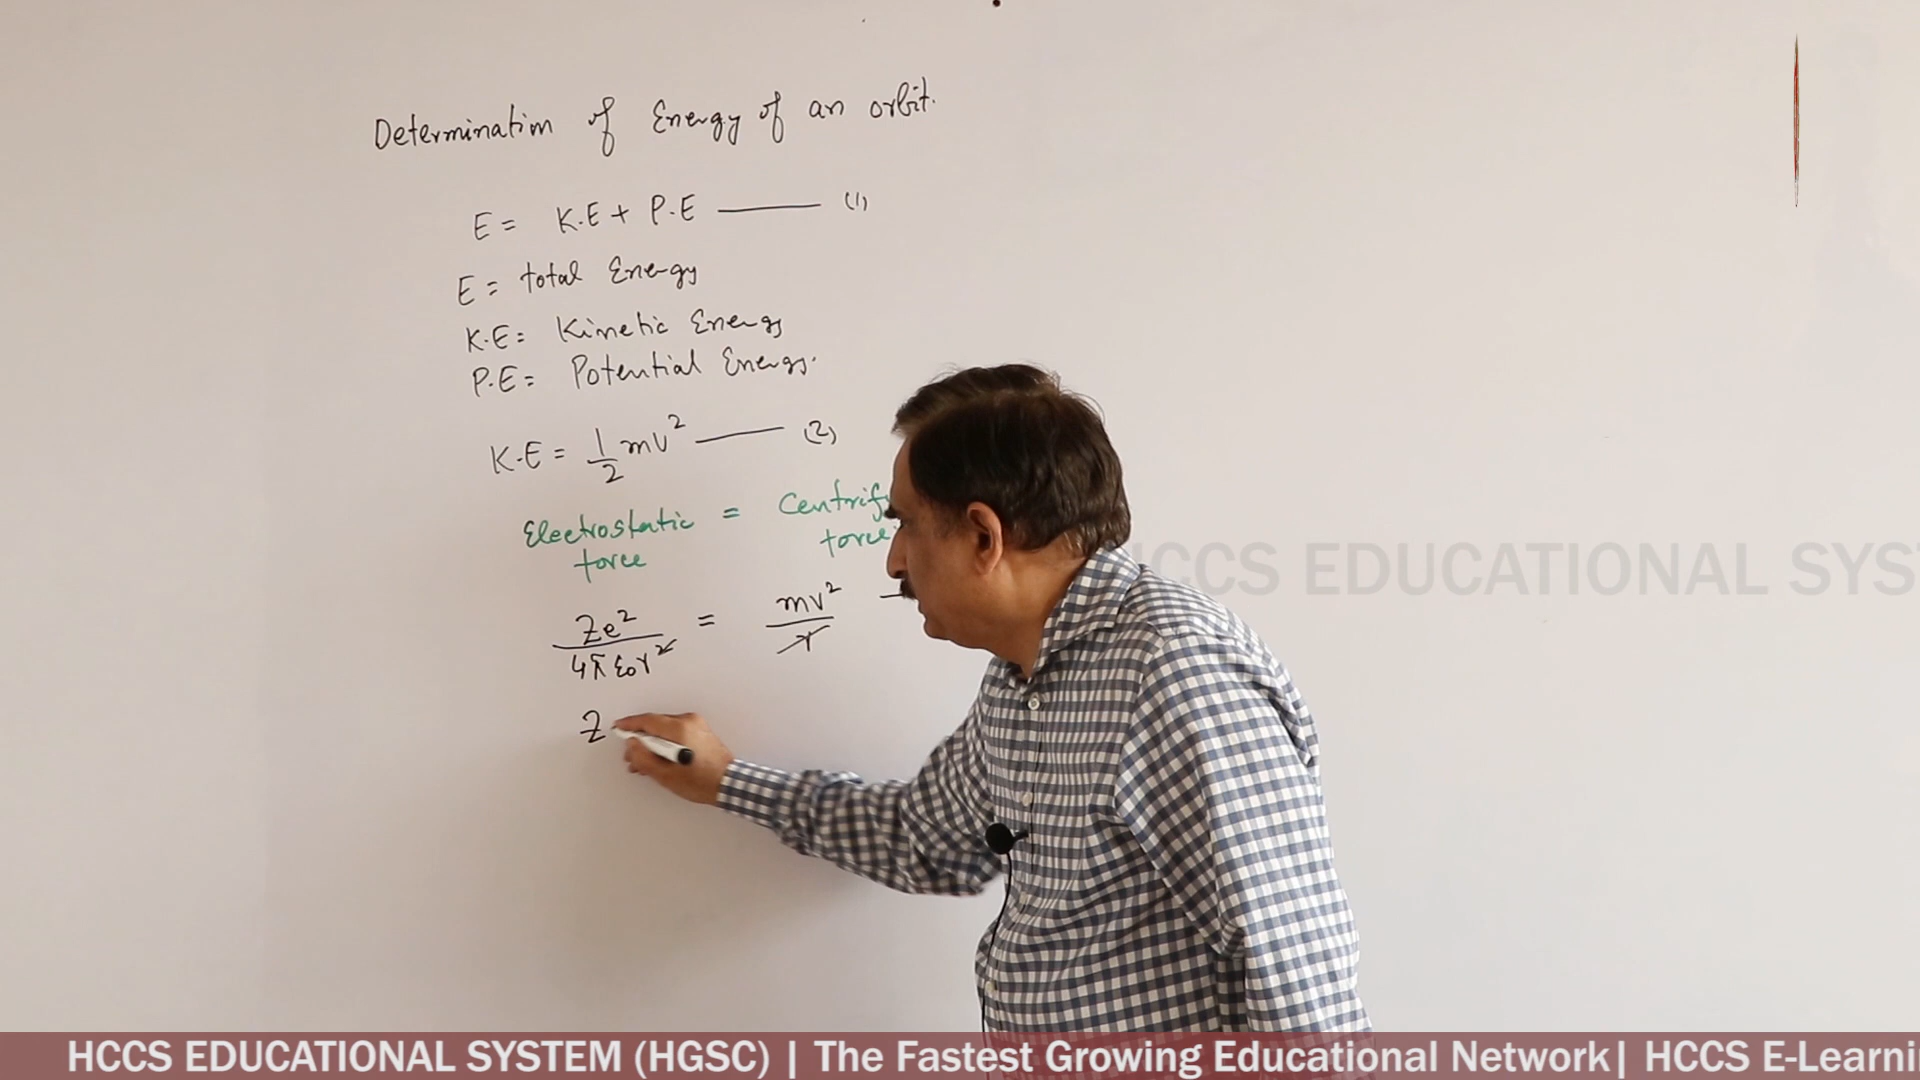 Determination of Energy of an orbit.
E = K.E + P.E —— (1)
E = total Energy
K.E = Kinetic Energy
P.E = Potential Energy.
K.E = 1/2 mv² —— (2)
Electrostatic force = Centrif force
Ze²/4πε₀r² = mv²/r —
Z
HCCS EDUCATIONAL SYS
HCCS EDUCATIONAL SYSTEM (HGSC) | The Fastest Growing Educational Network| HCCS E-Learni